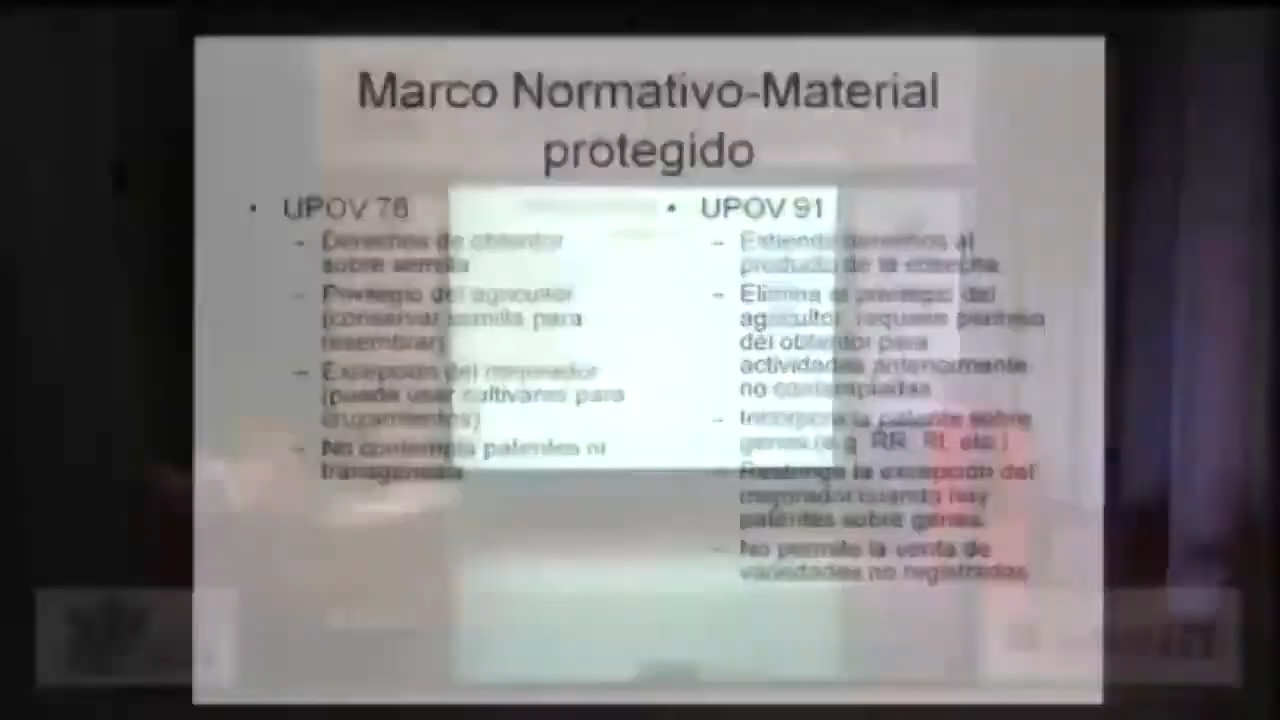 Marco Normativo-Material
protegido
• UPOV 78
– Derechos de obtentor
sobre semilla
– Privilegio del agricultor
(conservar semilla para
resembrar)
– Excepción del mejorador
(puede usar cultivares para
cruzamientos)
– No contempla patentes ni
transgénesis
• UPOV 91
– Extiende derechos al
producto de la cosecha
– Elimina el privilegio del
agricultor, requiere permiso
del obtentor para
actividades anteriormente
no contempladas
– Incorpora la patente sobre
genes (e.g. RR, Bt, etc.)
– Restringe la excepción del
mejorador cuando hay
patentes sobre genes.
– No permite la venta de
variedades no registradas